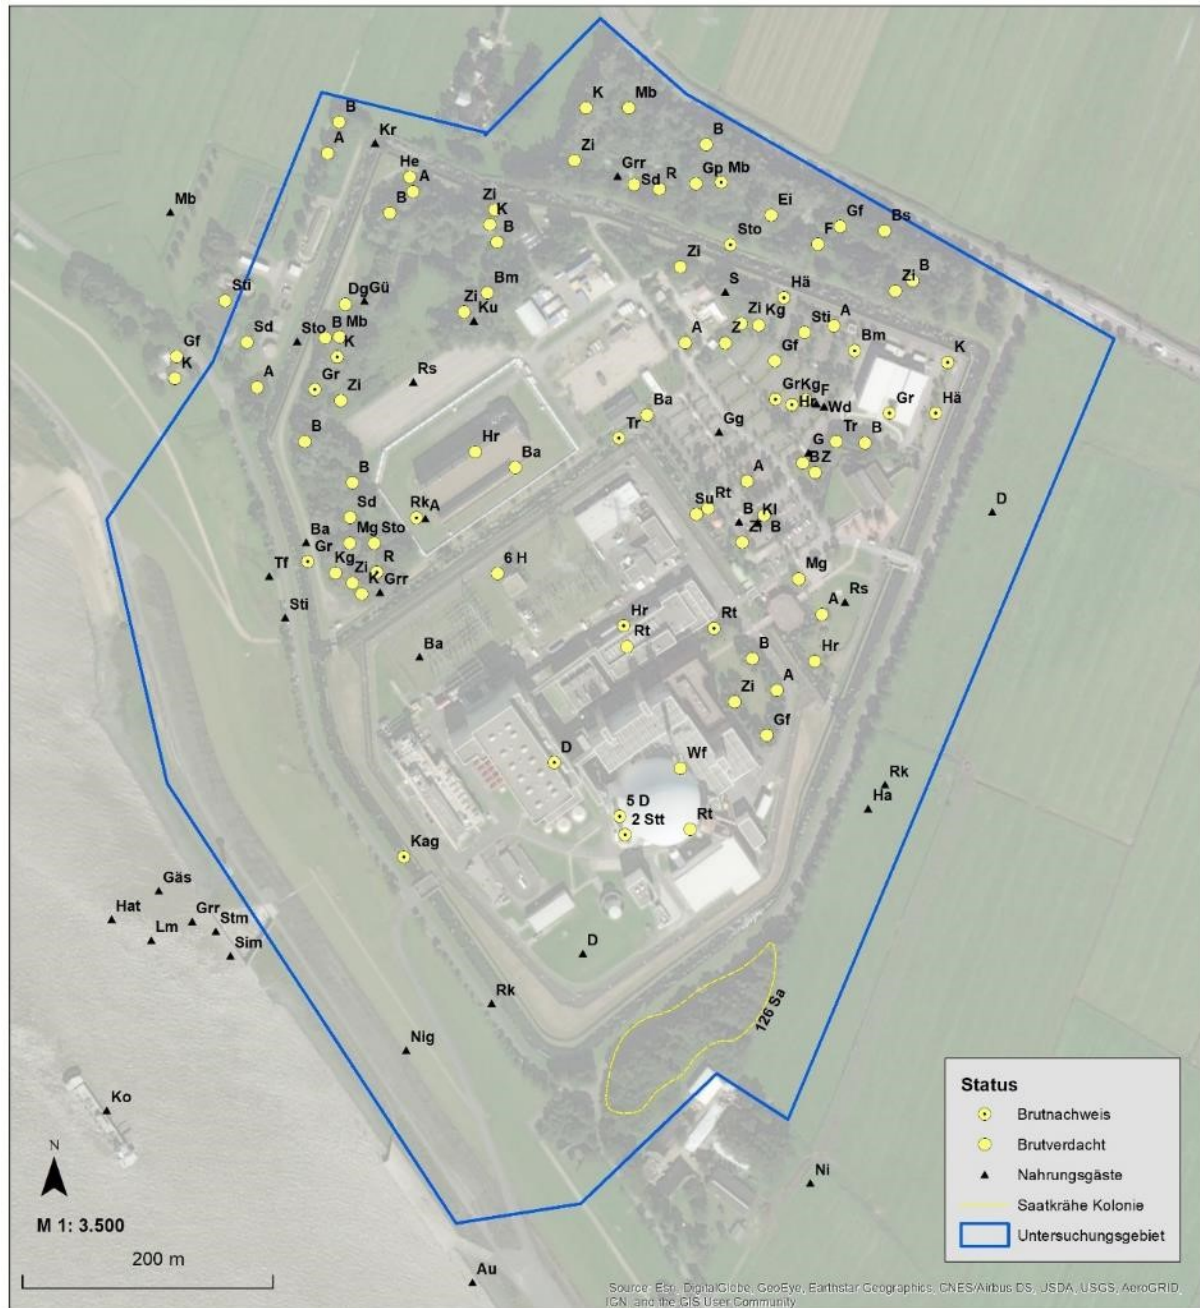 K Mb
B
Kr
A
B
Zi
He
A
Grr
Sd R
Gp Mb
B
Mb
Zi
K
B
Ei
Gf
Bs
Sto
F
Zi
B
Zi
Sti
Dg Gü
Bm
S
Hä
Zi
Ku
Zi Kg
Sti A
Sd
Sto
B Mb
A
Z
Bm
Gf
K
K
Gf
K
Rs
A
Gr
Zi
Gr Kg F
Hr
Wd
Gr
Hä
Ba
Tr
Gg
Tr B
B
Hr
Ba
G
B Z
B
A
Sd
Rk A
Su Rt
B
Kl
D
Zi
B
Ba
Mg Sto
Gr
6 H
Tf
Kg
Zi
R
K Grr
Mg
Rs
Sti
A
Hr
Rt
Rt
Ba
B
Hr
Zi
A
Gf
D
Wf
Rk
5 D
Ha
2 Stt
Rt
Kag
Gäs
Hat
Grr
Stm
Lm
Sim
D
Rk
126 Sa
Nig
Ko
Ni
Au
N
M 1: 3.500
200 m
Status
Brutnachweis
Brutverdacht
Nahrungsgäste
Saatkrähe Kolonie
Untersuchungsgebiet
Source: Esri, DigitalGlobe, GeoEye, Earthstar Geographics, CNES/Airbus DS, USDA, USGS, AeroGRID,
IGN, and the GIS User Community